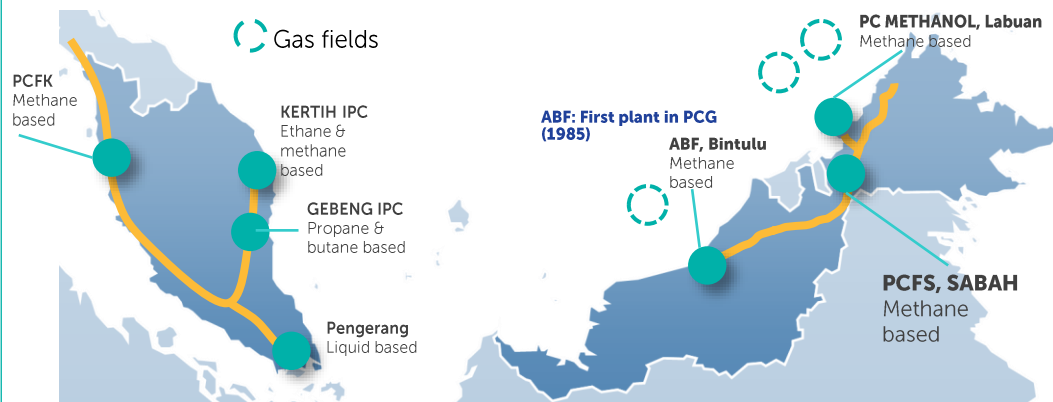 Gas fields
PCFK
Methane
based
KERTIH IPC
Ethane &
methane
based
GEBENG IPC
Propane &
butane based
Pengerang
Liquid based
PC METHANOL, Labuan
Methane based
ABF: First plant in PCG
(1985)
ABF, Bintulu
Methane
based
PCFS, SABAH
Methane
based